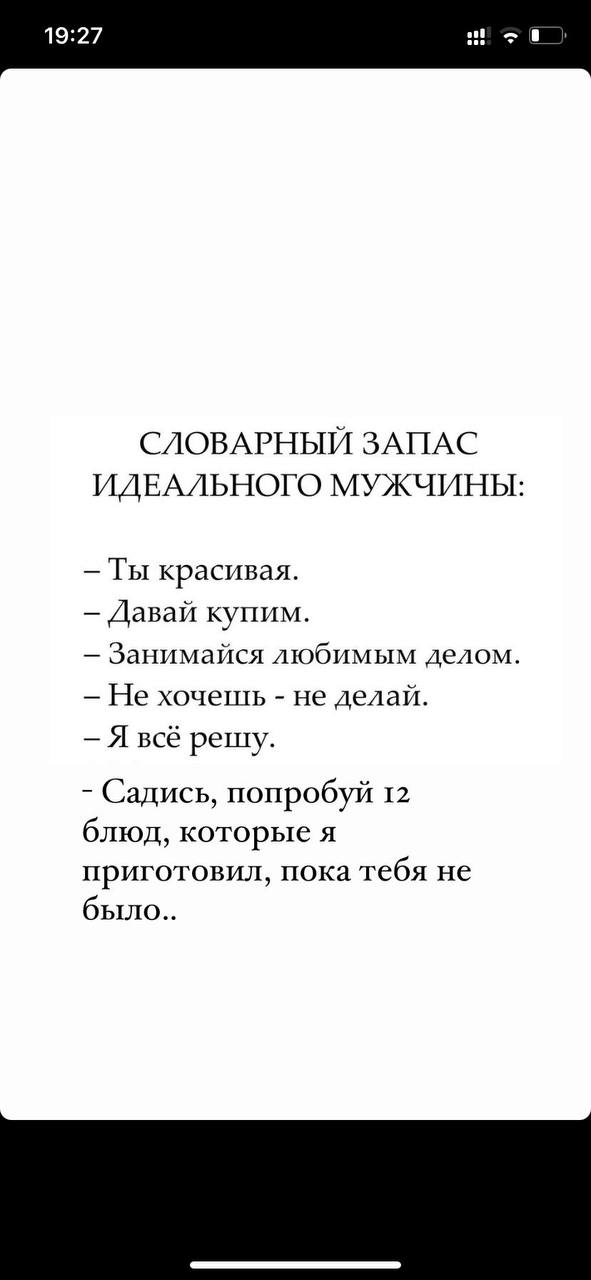 19:27
СЛОВАРНЫЙ ЗАПАС
ИДЕАЛЬНОГО МУЖЧИНЫ:
– Ты красивая.
– Давай купим.
– Занимайся любимым делом.
– Не хочешь - не делай.
– Я всё решу.
- Садись, попробуй 12
блюд, которые я
приготовил, пока тебя не
было..